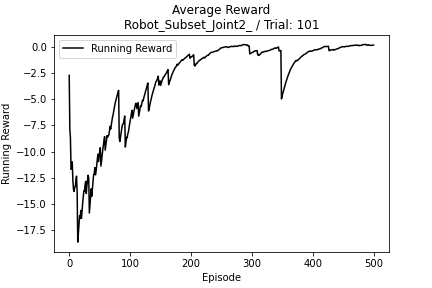 Average Reward
Robot_Subset_Joint2_ / Trial: 101
Running Reward
0.0
−2.5
−5.0
−7.5
−10.0
−12.5
−15.0
−17.5
Running Reward
0 100 200 300 400 500
Episode